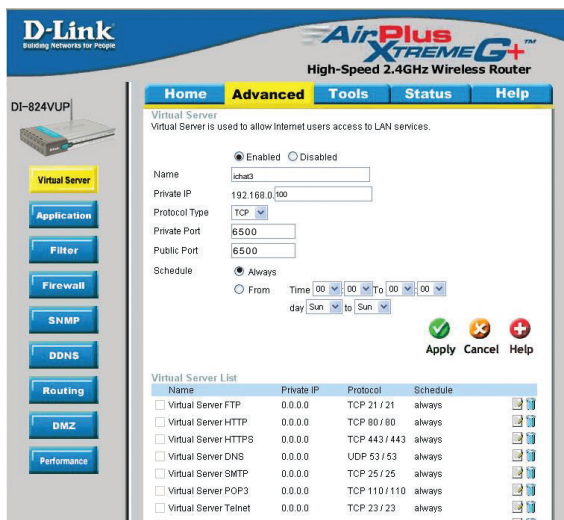 D-Link
Building Networks for People
AirPlus
XTREME G+™
High-Speed 2.4GHz Wireless Router
DI-824VUP
Home Advanced Tools Status Help
Virtual Server
Application
Filter
Firewall
SNMP
DDNS
Routing
DMZ
Performance
Virtual Server
Virtual Server is used to allow Internet users access to LAN services.
Enabled Disabled
Name ichat3
Private IP 192.168.0.100
Protocol Type TCP
Private Port 6500
Public Port 6500
Schedule Always
From Time 00 : 00 To 00 : 00
day Sun to Sun
Apply Cancel Help
Virtual Server List
Name Private IP Protocol Schedule
Virtual Server FTP 0.0.0.0 TCP 21 / 21 always
Virtual Server HTTP 0.0.0.0 TCP 80 / 80 always
Virtual Server HTTPS 0.0.0.0 TCP 443 / 443 always
Virtual Server DNS 0.0.0.0 UDP 53 / 53 always
Virtual Server SMTP 0.0.0.0 TCP 25 / 25 always
Virtual Server POP3 0.0.0.0 TCP 110 / 110 always
Virtual Server Telnet 0.0.0.0 TCP 23 / 23 always